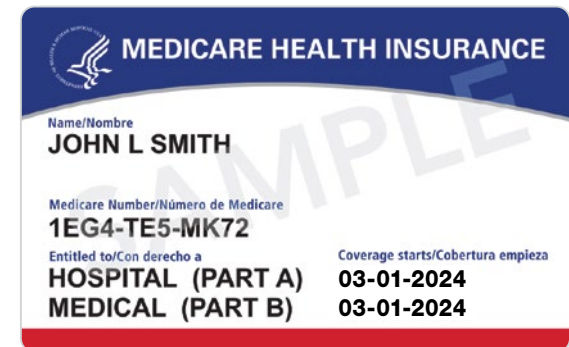 MEDICARE HEALTH INSURANCE
Name/Nombre
JOHN L SMITH
Medicare Number/Número de Medicare
1EG4-TE5-MK72
Entitled to/Con derecho a
Coverage starts/Cobertura empieza
HOSPITAL (PART A) 03-01-2024
MEDICAL (PART B) 03-01-2024
SAMPLE